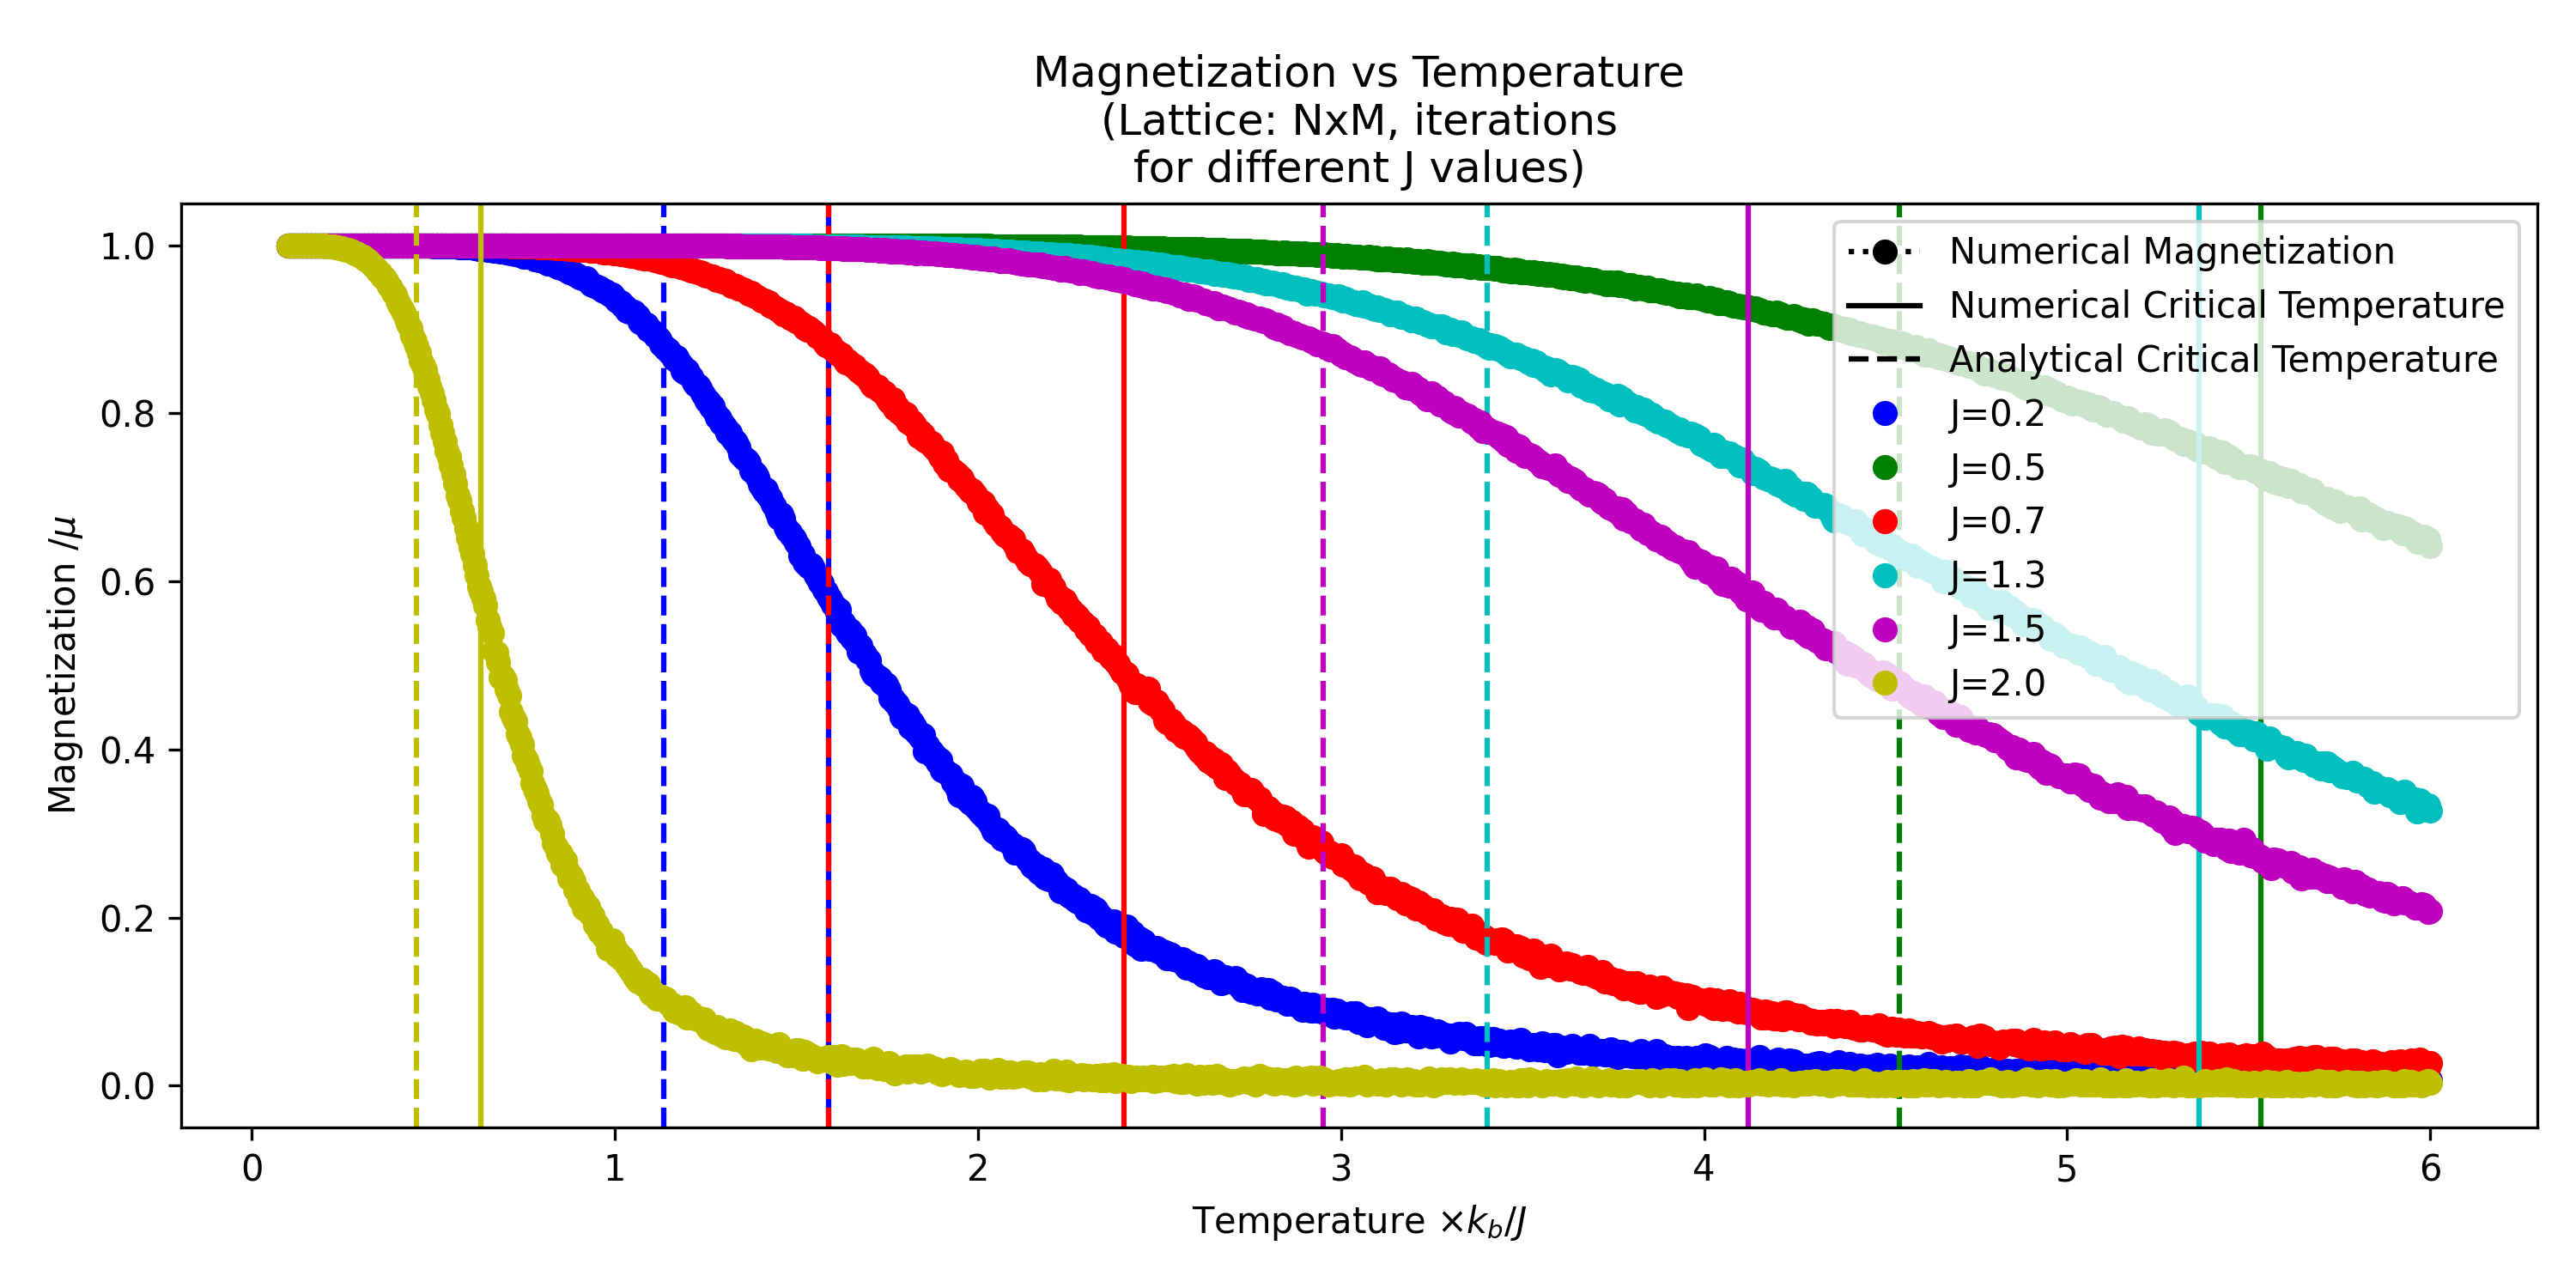 Magnetization vs Temperature
(Lattice: NxM, iterations
for different J values)
Magnetization /μ
1.0
0.8
0.6
0.4
0.2
0.0
Numerical Magnetization
Numerical Critical Temperature
Analytical Critical Temperature
J=0.2
J=0.5
J=0.7
J=1.3
J=1.5
J=2.0
0 1 2 3 4 5 6
Temperature ×k_b/J